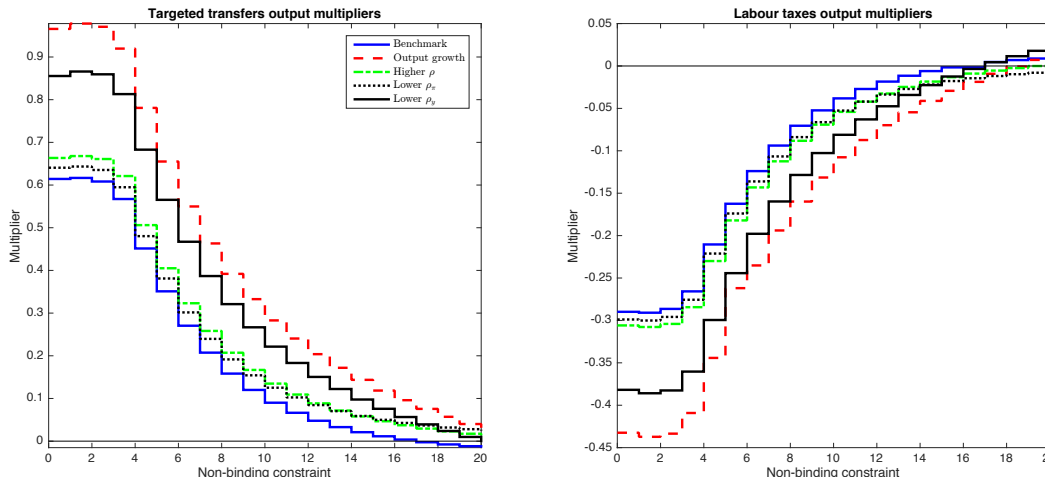 Targeted transfers output multipliers
0.9
0.8
0.7
0.6
0.5
0.4
0.3
0.2
0.1
0
Multiplier
0 2 4 6 8 10 12 14 16 18 20
Non-binding constraint
Benchmark
Output growth
Higher ρ
Lower ρ_π
Lower ρ_y
Labour taxes output multipliers
0.05
0
-0.05
-0.1
-0.15
-0.2
-0.25
-0.3
-0.35
-0.4
-0.45
Multiplier
0 2 4 6 8 10 12 14 16 18 20
Non-binding constraint